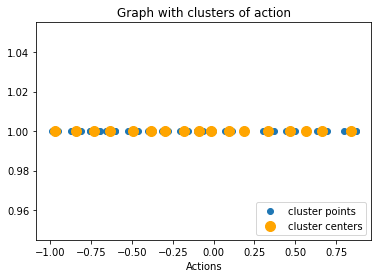 Graph with clusters of action
1.04
1.02
1.00
0.98
0.96
cluster points
cluster centers
−1.00 −0.75 −0.50 −0.25 0.00 0.25 0.50 0.75
Actions